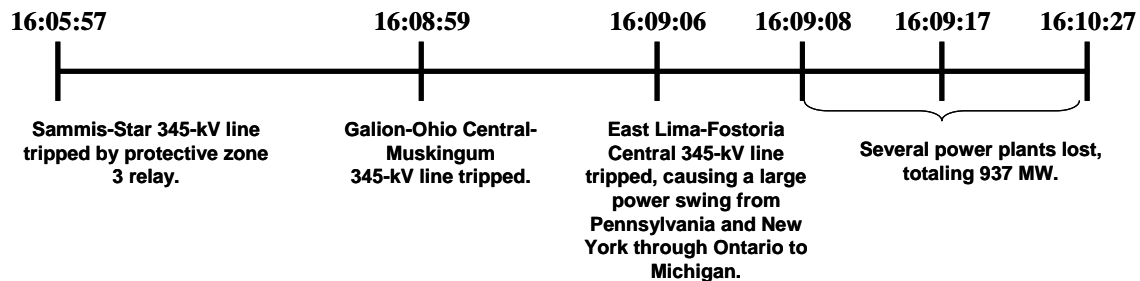 16:05:57
16:08:59
16:09:06
16:09:08
16:09:17
16:10:27
Sammis-Star 345-kV line
tripped by protective zone
3 relay.
Galion-Ohio Central-
Muskingum
345-kV line tripped.
East Lima-Fostoria
Central 345-kV line
tripped, causing a large
power swing from
Pennsylvania and New
York through Ontario to
Michigan.
Several power plants lost,
totaling 937 MW.